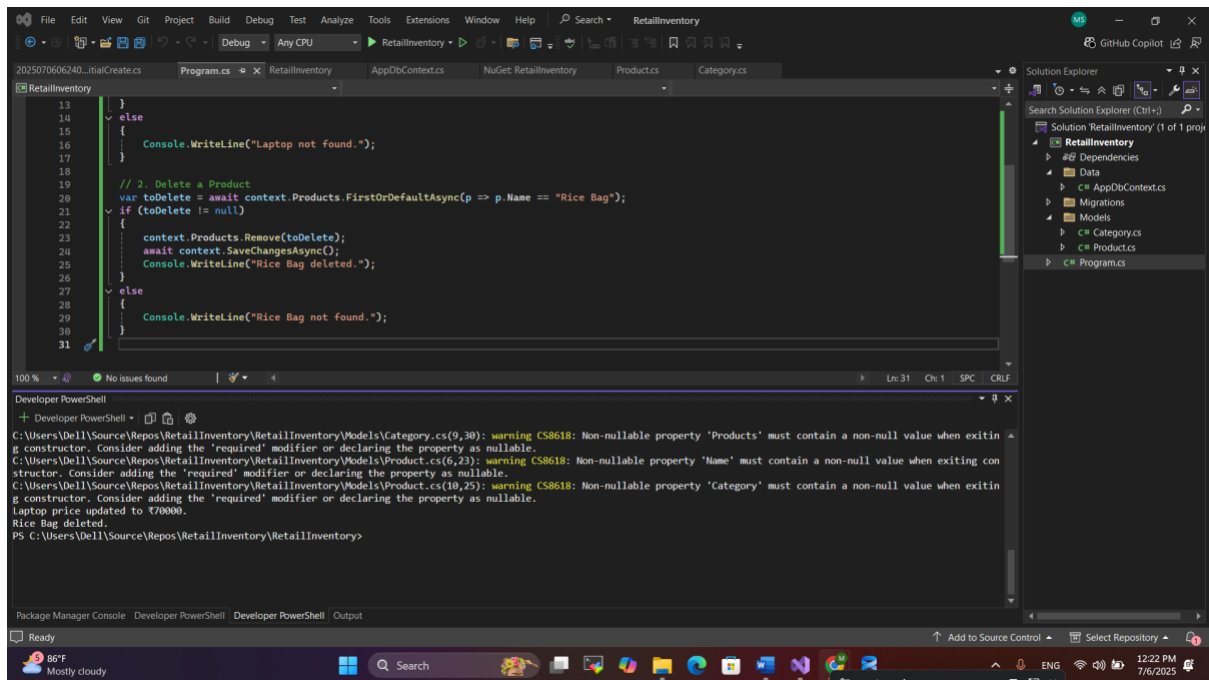 File Edit View Git Project Build Debug Test Analyze Tools Extensions Window Help Search RetailInventory MS
Debug Any CPU RetailInventory GitHub Copilot
2025070606240...itialCreate.cs Program.cs RetailInventory AppDbContext.cs NuGet: RetailInventory Product.cs Category.cs
RetailInventory
13 }
14 else
15 {
16 Console.WriteLine("Laptop not found.");
17 }
18
19 // 2. Delete a Product
20 var toDelete = await context.Products.FirstOrDefaultAsync(p => p.Name == "Rice Bag");
21 if (toDelete != null)
22 {
23 context.Products.Remove(toDelete);
24 await context.SaveChangesAsync();
25 Console.WriteLine("Rice Bag deleted.");
26 }
27 else
28 {
29 Console.WriteLine("Rice Bag not found.");
30 }
31
100 % No issues found Ln: 31 Ch: 1 SPC CRLF
Solution Explorer
Search Solution Explorer (Ctrl+;)
Solution 'RetailInventory' (1 of 1 proje
C# RetailInventory
Dependencies
Data
C# AppDbContext.cs
Migrations
Models
C# Category.cs
C# Product.cs
C# Program.cs
Developer PowerShell
+ Developer PowerShell
C:\Users\Dell\Source\Repos\RetailInventory\RetailInventory\Models\Category.cs(9,30): warning CS8618: Non-nullable property 'Products' must contain a non-null value when exitin
g constructor. Consider adding the 'required' modifier or declaring the property as nullable.
C:\Users\Dell\Source\Repos\RetailInventory\RetailInventory\Models\Product.cs(6,23): warning CS8618: Non-nullable property 'Name' must contain a non-null value when exiting con
structor. Consider adding the 'required' modifier or declaring the property as nullable.
C:\Users\Dell\Source\Repos\RetailInventory\RetailInventory\Models\Product.cs(10,25): warning CS8618: Non-nullable property 'Category' must contain a non-null value when exitin
g constructor. Consider adding the 'required' modifier or declaring the property as nullable.
Laptop price updated to ₹70000.
Rice Bag deleted.
PS C:\Users\Dell\Source\Repos\RetailInventory\RetailInventory>
Package Manager Console Developer PowerShell Developer PowerShell Output
Ready Add to Source Control Select Repository 1
5 86°F
Mostly cloudy
Search
ENG
12:22 PM
7/6/2025